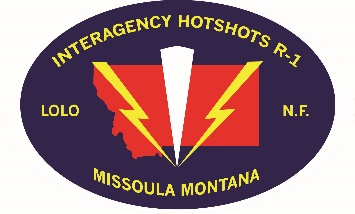 INTERAGENCY HOTSHOTS R-1
LOLO N.F.
MISSOULA MONTANA